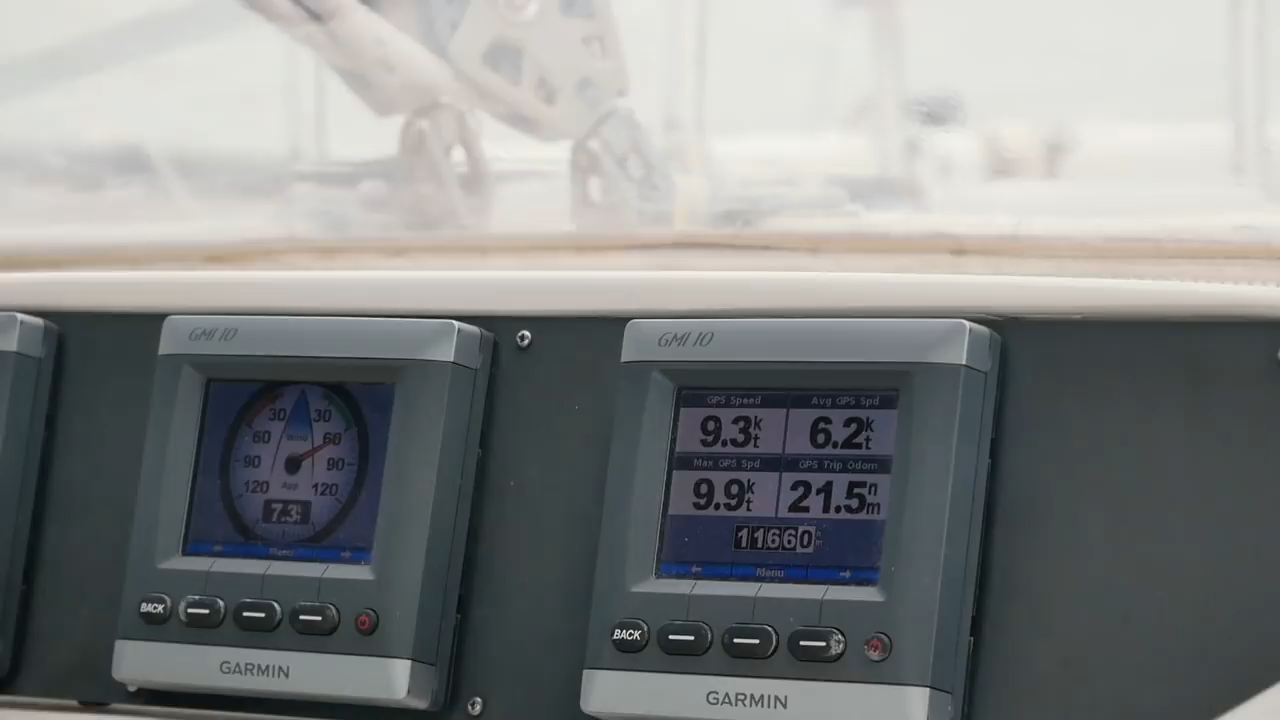 GMI 10
30 30
60 Wind 60
90 90
120 App 120
7.3
Menu
BACK
GARMIN
GMI 10
GPS Speed Avg GPS Spd
9.3kt 6.2kt
Max GPS Spd GPS Trip Odom
9.9kt 21.5nm
11660nm
Menu
BACK
GARMIN